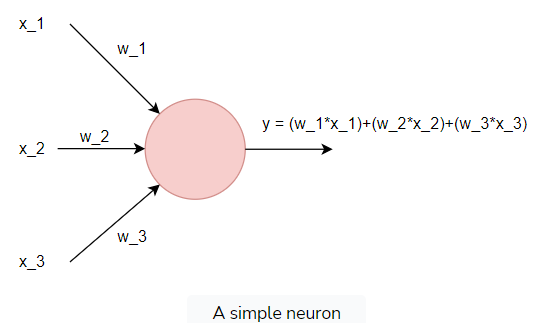 x_1
w_1
y = (w_1*x_1)+(w_2*x_2)+(w_3*x_3)
w_2
x_2
w_3
x_3
A simple neuron